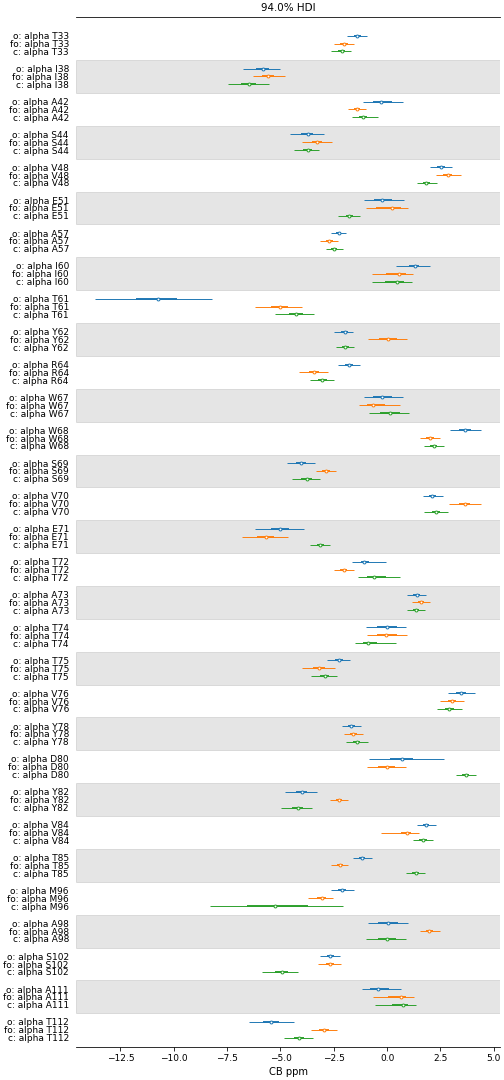 94.0% HDI
o: alpha T33
fo: alpha T33
c: alpha T33
o: alpha I38
fo: alpha I38
c: alpha I38
o: alpha A42
fo: alpha A42
c: alpha A42
o: alpha S44
fo: alpha S44
c: alpha S44
o: alpha V48
fo: alpha V48
c: alpha V48
o: alpha E51
fo: alpha E51
c: alpha E51
o: alpha A57
fo: alpha A57
c: alpha A57
o: alpha I60
fo: alpha I60
c: alpha I60
o: alpha T61
fo: alpha T61
c: alpha T61
o: alpha Y62
fo: alpha Y62
c: alpha Y62
o: alpha R64
fo: alpha R64
c: alpha R64
o: alpha W67
fo: alpha W67
c: alpha W67
o: alpha W68
fo: alpha W68
c: alpha W68
o: alpha S69
fo: alpha S69
c: alpha S69
o: alpha V70
fo: alpha V70
c: alpha V70
o: alpha E71
fo: alpha E71
c: alpha E71
o: alpha T72
fo: alpha T72
c: alpha T72
o: alpha A73
fo: alpha A73
c: alpha A73
o: alpha T74
fo: alpha T74
c: alpha T74
o: alpha T75
fo: alpha T75
c: alpha T75
o: alpha V76
fo: alpha V76
c: alpha V76
o: alpha Y78
fo: alpha Y78
c: alpha Y78
o: alpha D80
fo: alpha D80
c: alpha D80
o: alpha Y82
fo: alpha Y82
c: alpha Y82
o: alpha V84
fo: alpha V84
c: alpha V84
o: alpha T85
fo: alpha T85
c: alpha T85
o: alpha M96
fo: alpha M96
c: alpha M96
o: alpha A98
fo: alpha A98
c: alpha A98
o: alpha S102
fo: alpha S102
c: alpha S102
o: alpha A111
fo: alpha A111
c: alpha A111
o: alpha T112
fo: alpha T112
c: alpha T112
−12.5 −10.0 −7.5 −5.0 −2.5 0.0 2.5 5.0
CB ppm